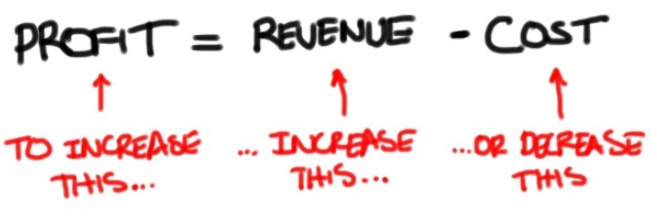 PROFIT = REVENUE - COST
TO INCREASE ... INCREASE ...OR DECREASE
THIS... THIS... THIS